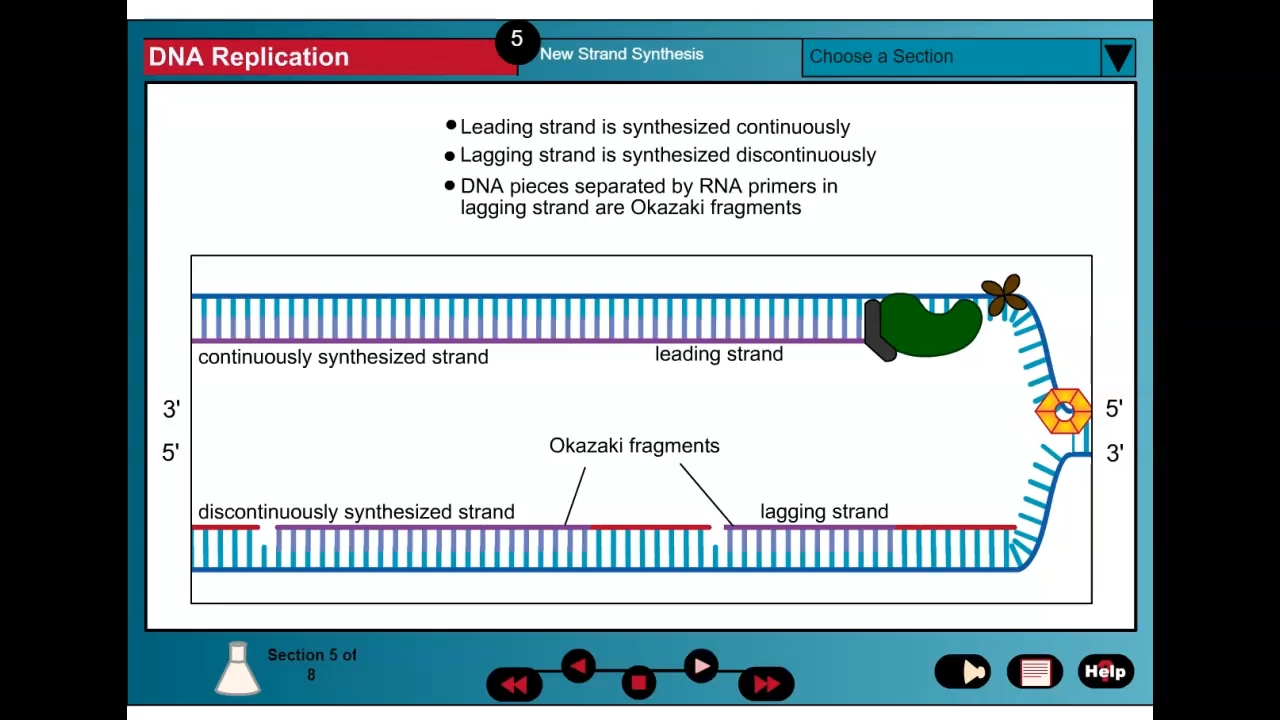 DNA Replication
5
New Strand Synthesis
Choose a Section
Leading strand is synthesized continuously
Lagging strand is synthesized discontinuously
DNA pieces separated by RNA primers in
lagging strand are Okazaki fragments
continuously synthesized strand
leading strand
3'
5'
5'
3'
Okazaki fragments
discontinuously synthesized strand
lagging strand
Section 5 of
8
Help